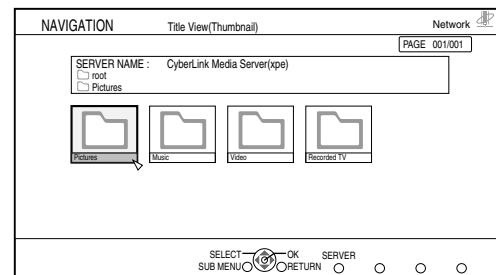 NAVIGATION Title View(Thumbnail) Network
PAGE 001/001
SERVER NAME : CyberLink Media Server(xpe)
root
Pictures
Pictures Music Video Recorded TV
SELECT OK SERVER
SUB MENU RETURN